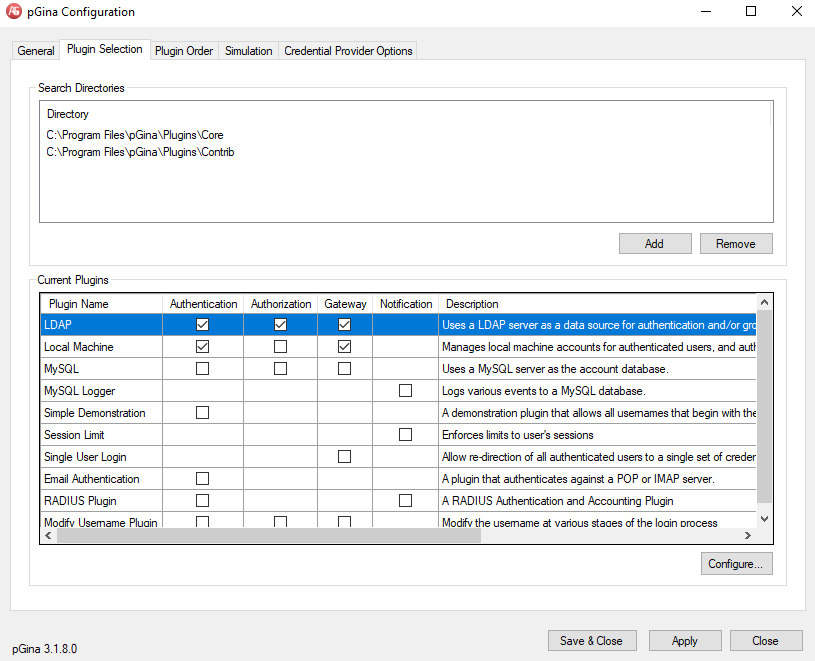 pGina Configuration
General Plugin Selection Plugin Order Simulation Credential Provider Options
Search Directories
Directory
C:\Program Files\pGina\Plugins\Core
C:\Program Files\pGina\Plugins\Contrib
Add Remove
Current Plugins
Plugin Name Authentication Authorization Gateway Notification Description
LDAP Uses a LDAP server as a data source for authentication and/or gro
Local Machine Manages local machine accounts for authenticated users, and auth
MySQL Uses a MySQL server as the account database.
MySQL Logger Logs various events to a MySQL database.
Simple Demonstration A demonstration plugin that allows all usernames that begin with the
Session Limit Enforces limits to user's sessions
Single User Login Allow re-direction of all authenticated users to a single set of creder
Email Authentication A plugin that authenticates against a POP or IMAP server.
RADIUS Plugin A RADIUS Authentication and Accounting Plugin
Modify Username Plugin Modify the username at various stages of the login process
Configure...
pGina 3.1.8.0 Save & Close Apply Close